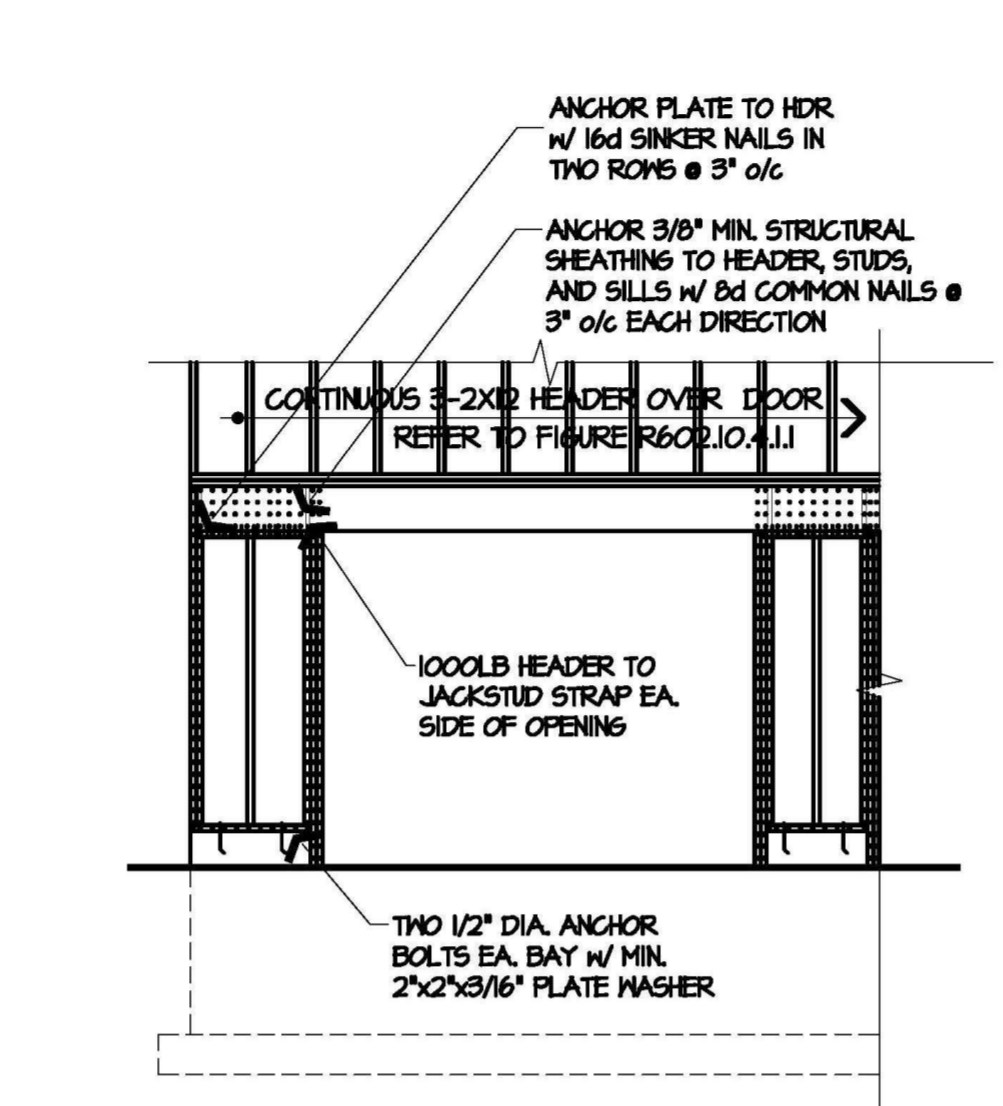 ANCHOR PLATE TO HDR
w/ 16d SINKER NAILS IN
TWO ROWS @ 3" o/c
ANCHOR 3/8" MIN. STRUCTURAL
SHEATHING TO HEADER, STUDS,
AND SILLS w/ 8d COMMON NAILS @
3" o/c EACH DIRECTION
CONTINUOUS 3-2X12 HEADER OVER DOOR
REFER TO FIGURE R602.10.4.1.1
1000LB HEADER TO
JACKSTUD STRAP EA.
SIDE OF OPENING
TWO 1/2" DIA. ANCHOR
BOLTS EA. BAY w/ MIN.
2"x2"x3/16" PLATE WASHER